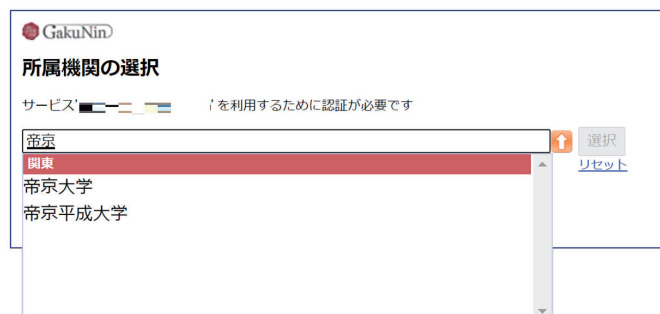 GakuNin
所属機関の選択
サービス' 'を利用するために認証が必要です
帝京
選択
関東
リセット
帝京大学
帝京平成大学